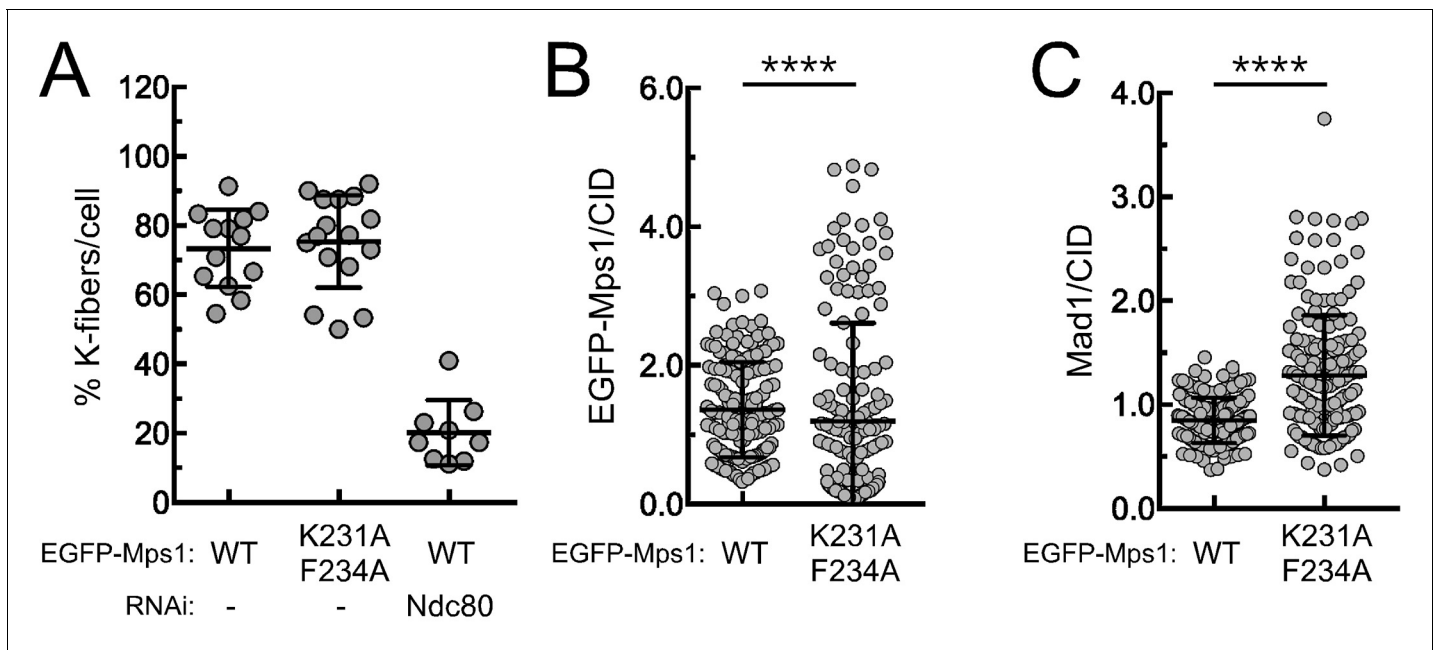 A
% K-fibers/cell
120
100
80
60
40
20
0
EGFP-Mps1: WT K231A F234A WT
RNAi: - - Ndc80
B
****
EGFP-Mps1/CID
6.0
4.0
2.0
0.0
EGFP-Mps1: WT K231A F234A
C
****
Mad1/CID
4.0
3.0
2.0
1.0
0.0
EGFP-Mps1: WT K231A F234A